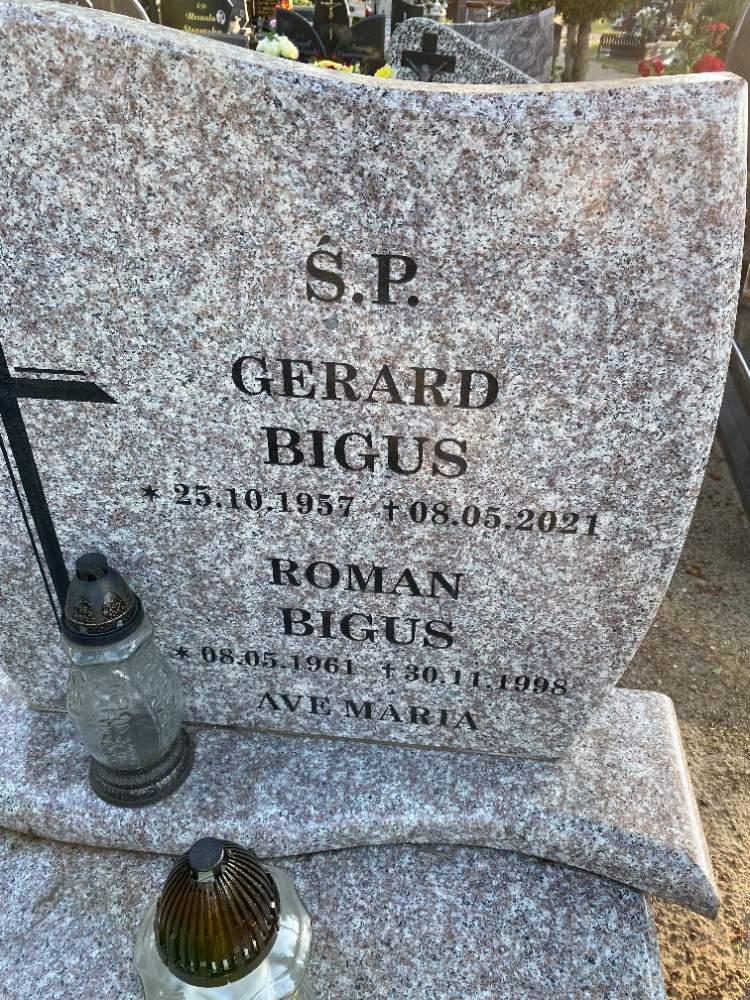 Ś.P.
GERARD
BIGUS
* 25.10.1957 † 08.05.2021
ROMAN
BIGUS
* 08.05.1961 † 30.11.1998
AVE MARIA